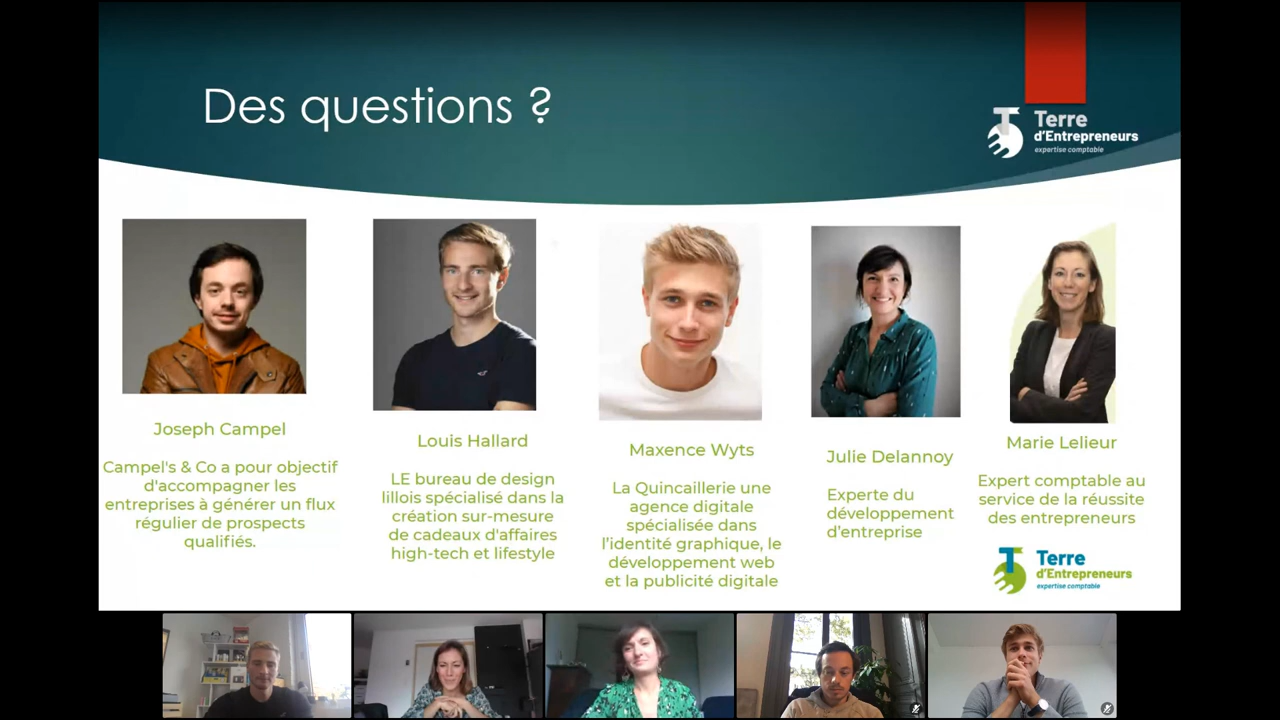 Des questions ?
Terre
d'Entrepreneurs
expertise comptable
Joseph Campel
Campel's & Co a pour objectif
d'accompagner les
entreprises à générer un flux
régulier de prospects
qualifiés.
Louis Hallard
LE bureau de design
lillois spécialisé dans la
création sur-mesure
de cadeaux d'affaires
high-tech et lifestyle
Maxence Wyts
La Quincaillerie une
agence digitale
spécialisée dans
l'identité graphique, le
développement web
et la publicité digitale
Julie Delannoy
Experte du
développement
d'entreprise
Marie Lelieur
Expert comptable au
service de la réussite
des entrepreneurs
Terre
d'Entrepreneurs
expertise comptable